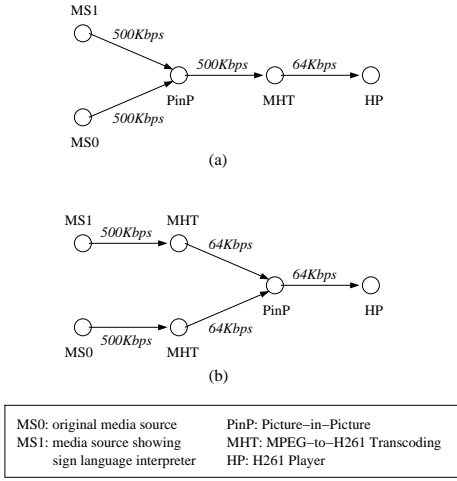 MS1
500Kbps
500Kbps
64Kbps
PinP
MHT
HP
500Kbps
MS0
(a)
MS1
MHT
500Kbps
64Kbps
64Kbps
PinP
HP
64Kbps
500Kbps
MS0
MHT
(b)
MS0: original media source
MS1: media source showing
sign language interpreter
PinP: Picture−in−Picture
MHT: MPEG−to−H261 Transcoding
HP: H261 Player